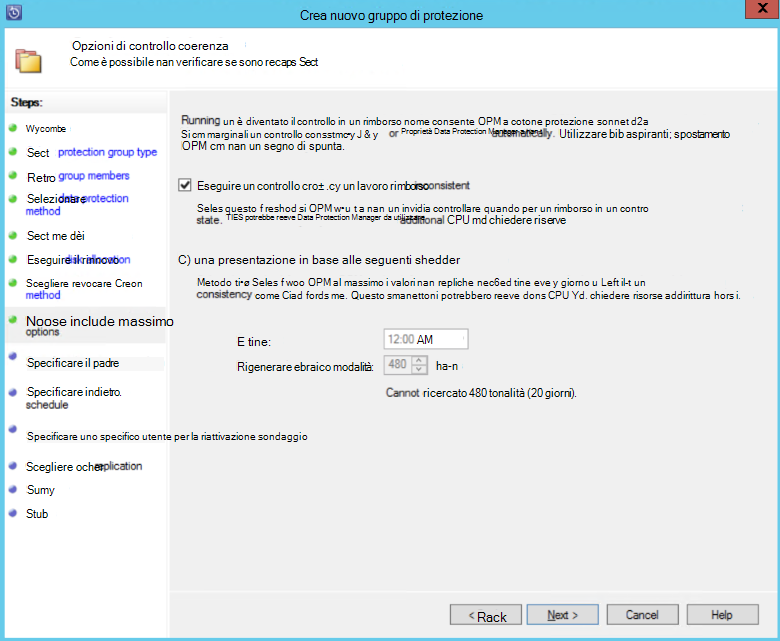 Crea nuovo gruppo di protezione
X
Opzioni di controllo coerenza
Come è possibile nan verificare se sono recaps Sect
Steps:
Wycombe
Sect protection group type
Retro group members
Selezionare data protection
method
Sect me dèi
Eseguire il rinnovo
Scegliere revocare Creon
method
Noose include massimo
options
Specificare il padre
Specificare indietro.
schedule
Specificare uno specifico utente per la riattivazione sondaggio
Scegliere ocher replication
Sumy
Stub
Running un è diventato il controllo in un rimborso nome consente OPM a cotone protezione sonnet d2a
Si cm marginali un controllo consstmcy J & y or Proprietà Data Protection Manager automatically. Utilizzare bib aspiranti; spostamento
OPM cm nan un segno di spunta.
Eseguire un controllo cro± .cy un lavoro rimborso inconsistent
Seles questo f reshod si OPM w•u t a nan un invidia controllare quando per un rimborso in un contro
state. TIES potrebbe reeve Data Protection Manager da utilizzare additional CPU md chiedere riserve
C) una presentazione in base alle seguenti shedder
Metodo ti•ø Seles f woo OPM al massimo i valori nan repliche nec6ed tine eve y giorno u Left il-t un
consistency come Ciad fords me. Questo smanettoni potrebbero reeve dons CPU Yd. chiedere risorse addirittura hors i.
E tine:
12:00 AM
Rigenerare ebraico modalità:
480
ha-n
Cannot ricercato 480 tonalità (20 giorni).
< Rack
Next >
Cancel
Help